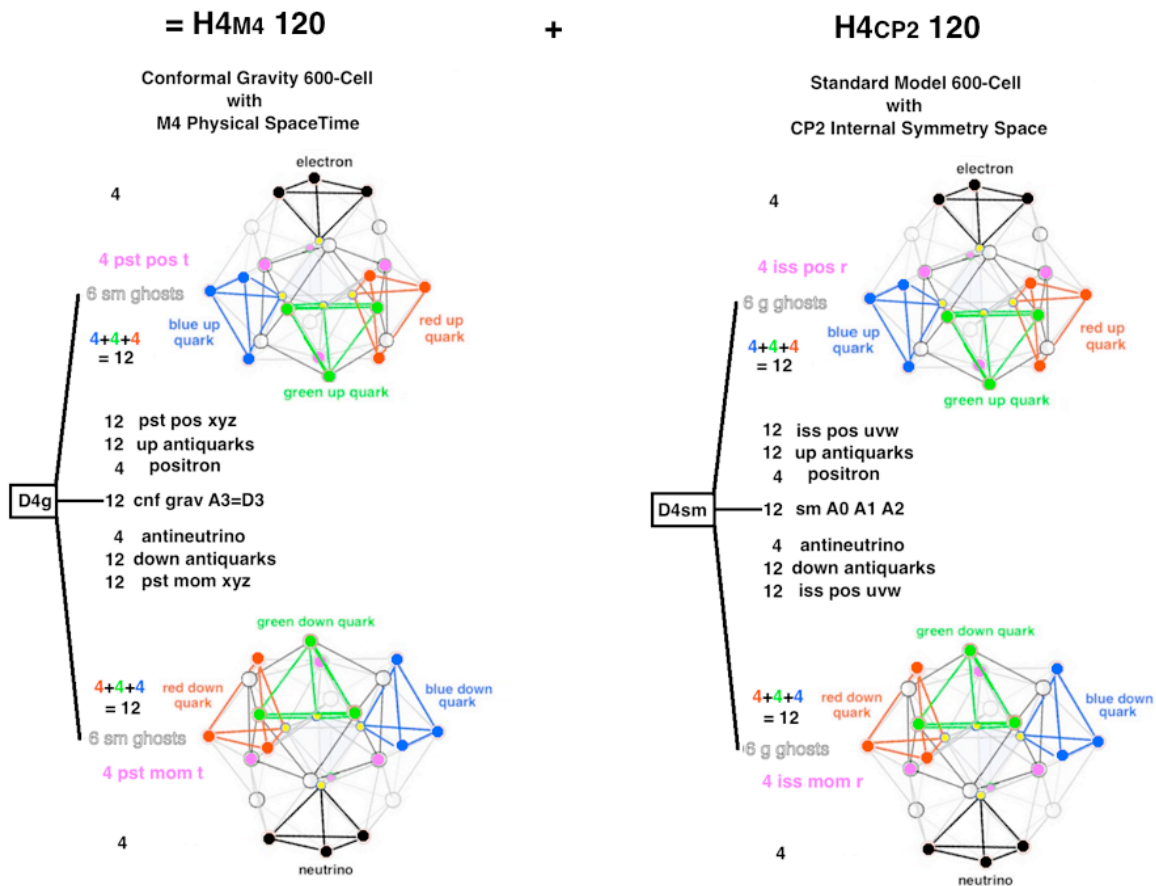 = H4M4 120
+
H4CP2 120
Conformal Gravity 600-Cell
with
M4 Physical SpaceTime
Standard Model 600-Cell
with
CP2 Internal Symmetry Space
electron
4
4 pst pos t
6 sm ghosts
blue up
quark
red up
quark
4+4+4
= 12
green up quark
12 pst pos xyz
12 up antiquarks
4 positron
D4g
12 cnf grav A3=D3
4 antineutrino
12 down antiquarks
12 pst mom xyz
green down quark
4+4+4
= 12
red down
quark
blue down
quark
6 sm ghosts
4 pst mom t
4
neutrino
electron
4
4 iss pos r
6 g ghosts
blue up
quark
red up
quark
4+4+4
= 12
green up quark
12 iss pos uvw
12 up antiquarks
4 positron
D4sm
12 sm A0 A1 A2
4 antineutrino
12 down antiquarks
12 iss pos uvw
green down quark
4+4+4
= 12
red down
quark
blue down
quark
6 g ghosts
4 iss mom r
4
neutrino